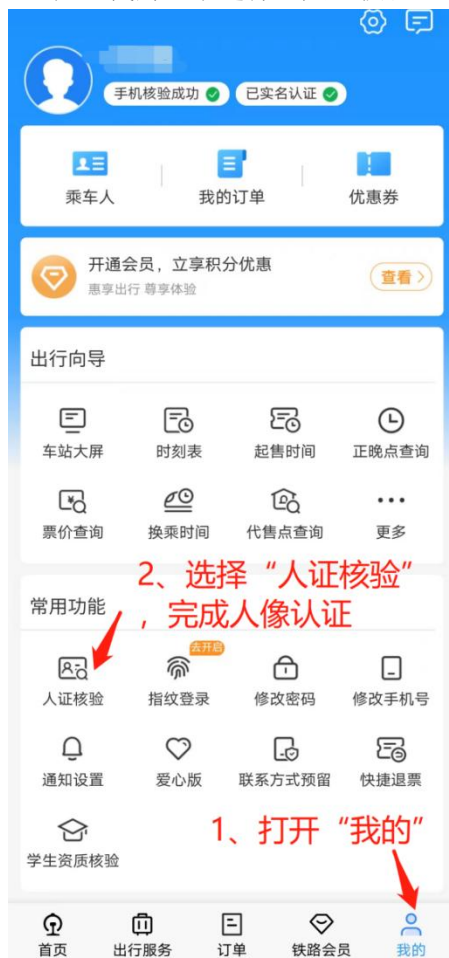 手机核验成功 已实名认证
乘车人 我的订单 优惠券
开通会员，立享积分优惠
惠享出行 尊享体验
查看 >
出行向导
车站大屏 时刻表 起售时间 正晚点查询
票价查询 换乘时间 代售点查询 更多
2、选择“人证核验”
，完成人像认证
常用功能
去开启
人证核验 指纹登录 修改密码 修改手机号
通知设置 爱心版 联系方式预留 快捷退票
1、打开“我的”
学生资质核验
首页 出行服务 订单 铁路会员 我的